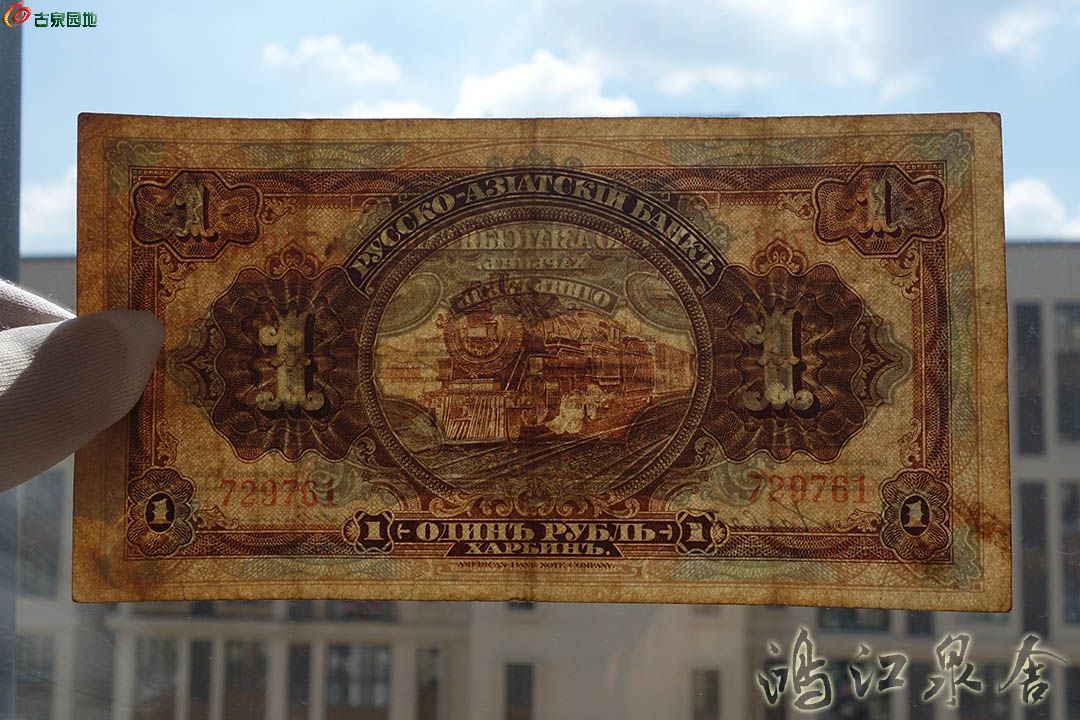 古泉园地
РУССКО-АЗІАТСКІЙ БАНКЪ
1 1
1 1
729761 729761
1 1
1 ОДИНЪ РУБЛЬ 1
ХАРБИНЪ.
AMERICAN BANK NOTE COMPANY.
鸿江泉舍